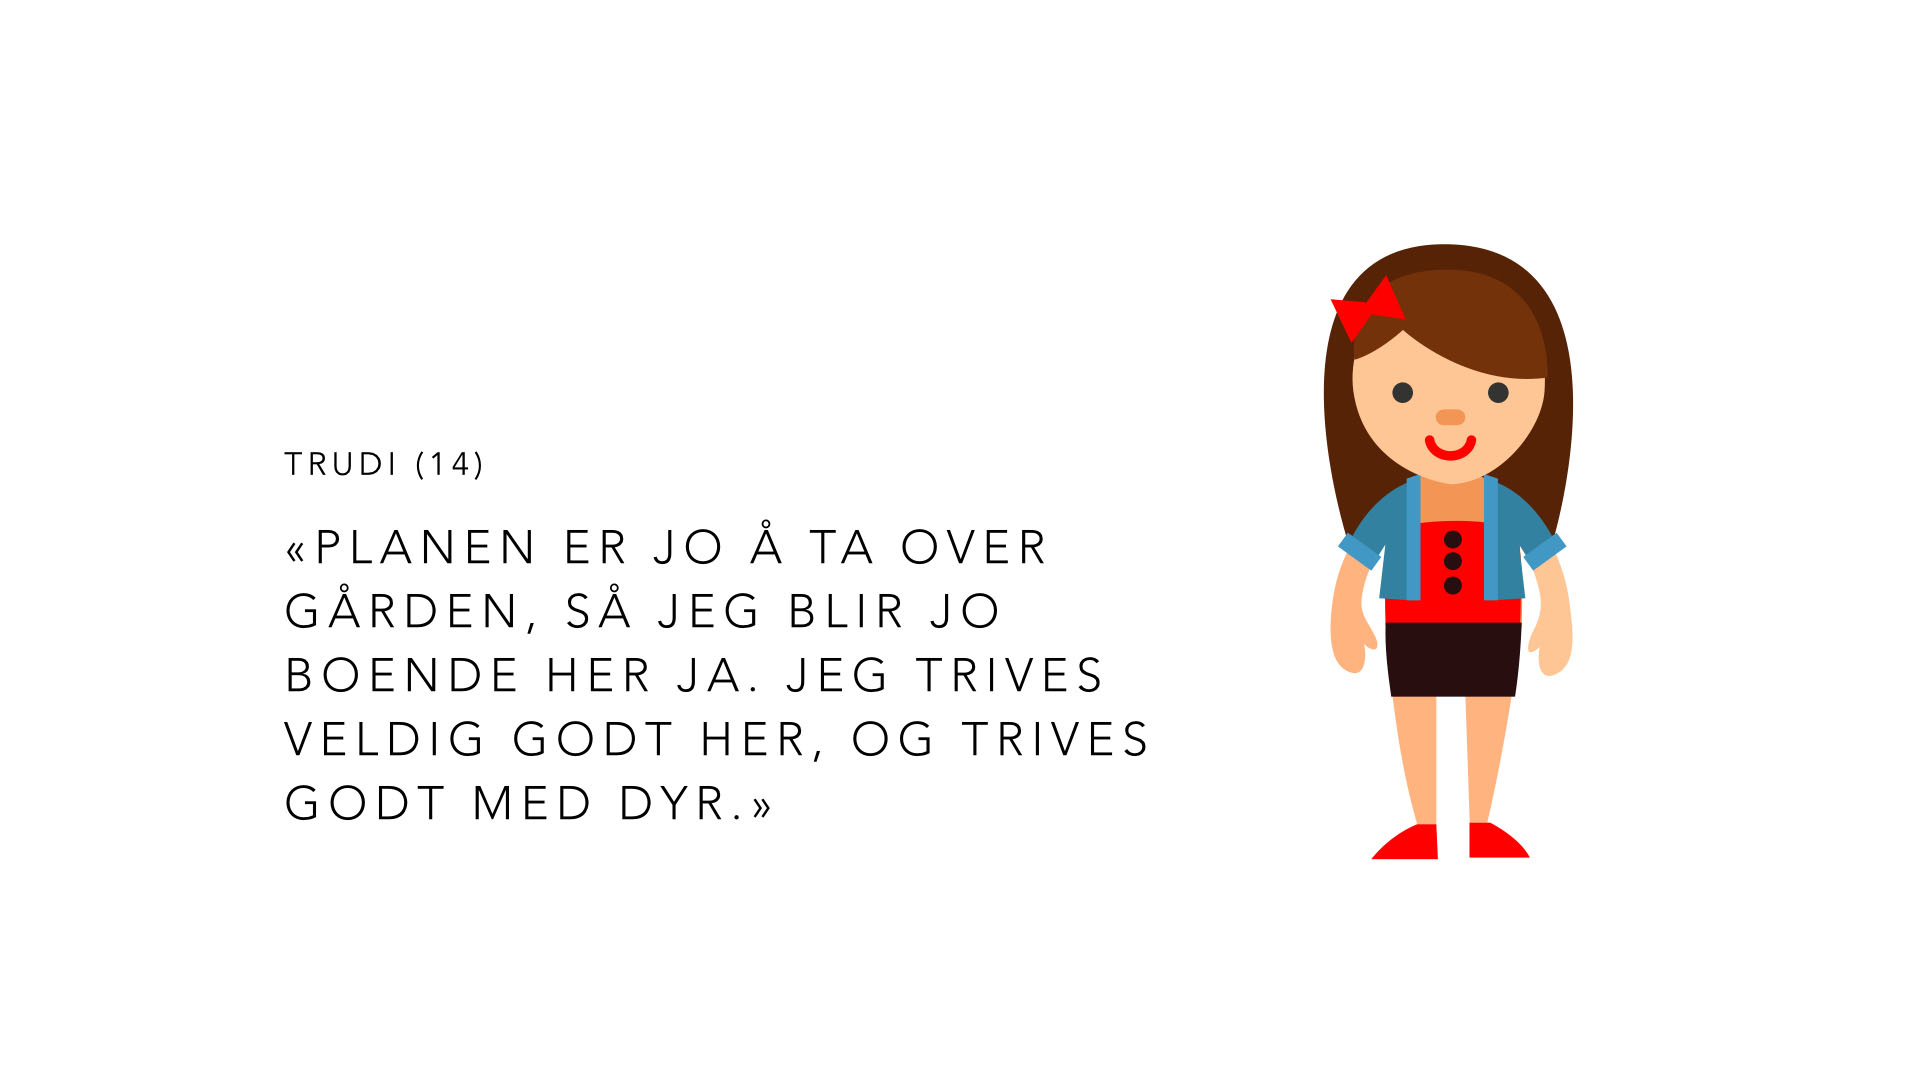 TRUDI (14)
«PLANEN ER JO Å TA OVER
GÅRDEN, SÅ JEG BLIR JO
BOENDE HER JA. JEG TRIVES
VELDIG GODT HER, OG TRIVES
GODT MED DYR.»